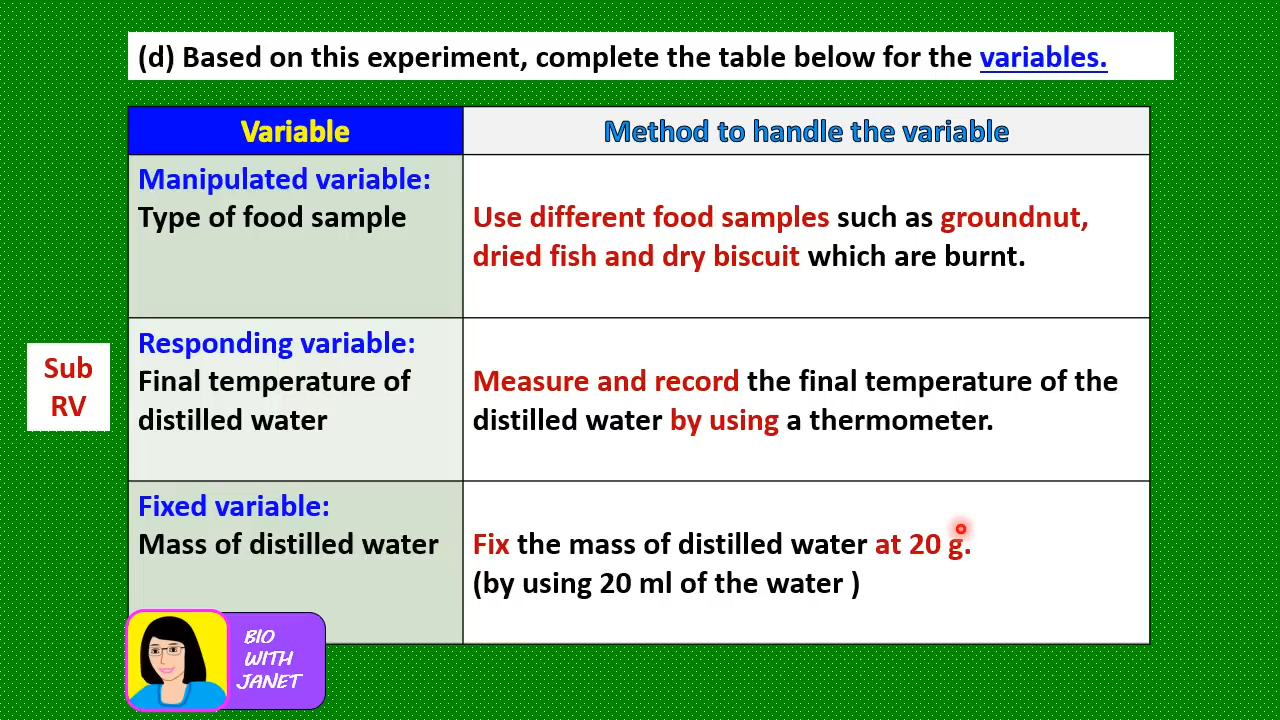 (d) Based on this experiment, complete the table below for the variables.
Variable
Method to handle the variable
Manipulated variable:
Type of food sample
Use different food samples such as groundnut,
dried fish and dry biscuit which are burnt.
Sub
RV
Responding variable:
Final temperature of
distilled water
Measure and record the final temperature of the
distilled water by using a thermometer.
Fixed variable:
Mass of distilled water
Fix the mass of distilled water at 20 g.
(by using 20 ml of the water )
BIO
WITH
JANET